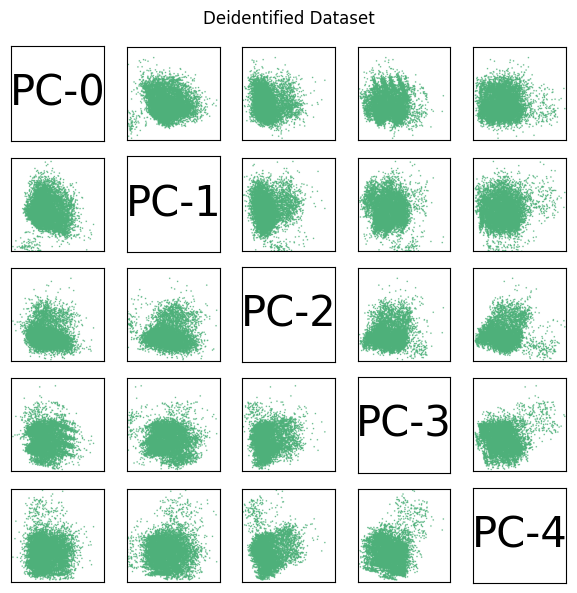 Deidentified Dataset
PC-0
PC-1
PC-2
PC-3
PC-4